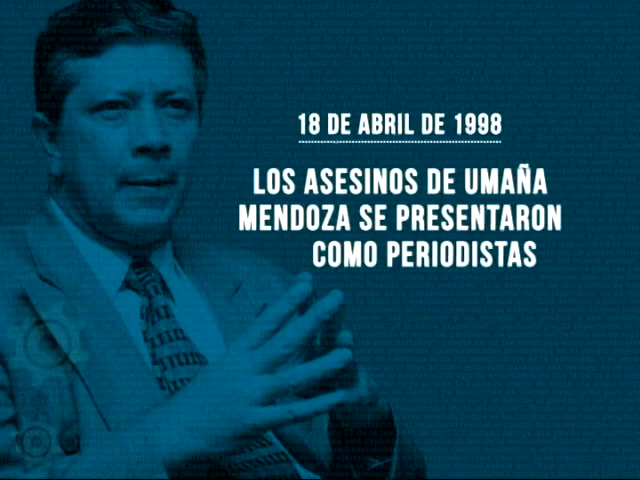 18 DE ABRIL DE 1998
LOS ASESINOS DE UMAÑA
MENDOZA SE PRESENTARON
COMO PERIODISTAS